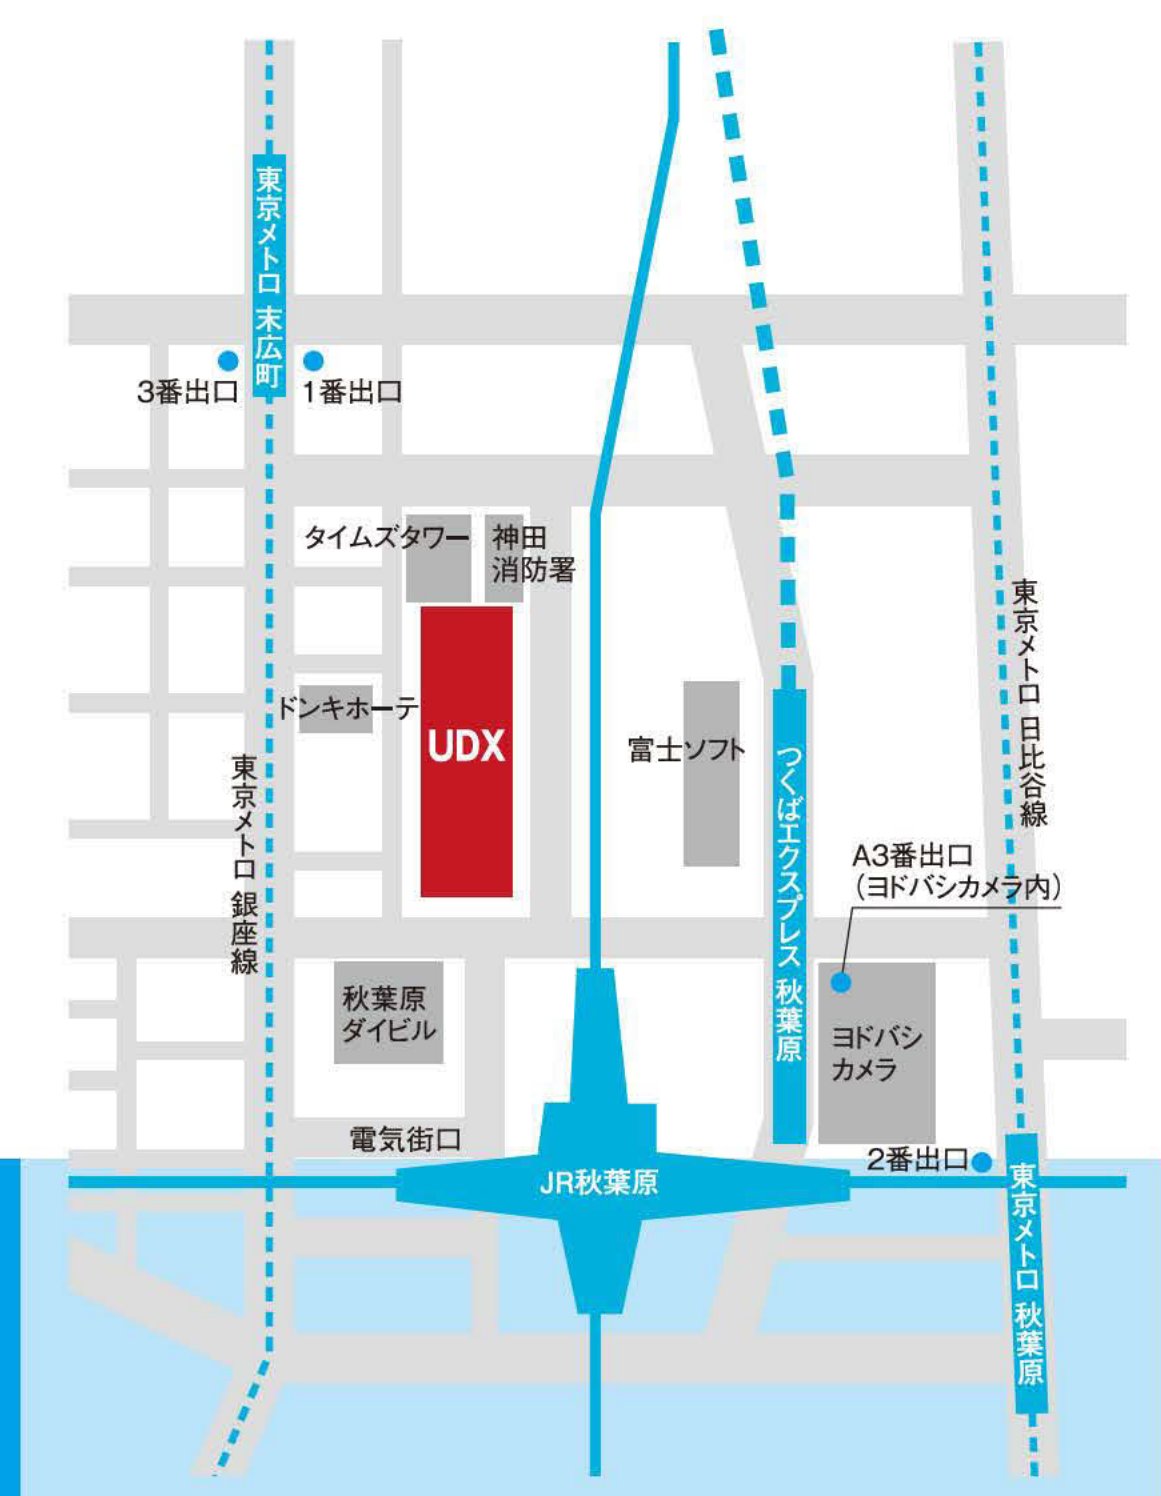 東京メトロ 末広町
3番出口
1番出口
タイムズタワー
神田
消防署
東京メトロ 日比谷線
ドンキホーテ
UDX
富士ソフト
つくばエクスプレス 秋葉原
東京メトロ 銀座線
A3番出口
(ヨドバシカメラ内)
秋葉原
ダイビル
ヨドバシ
カメラ
電気街口
2番出口
JR秋葉原
東京メトロ 秋葉原